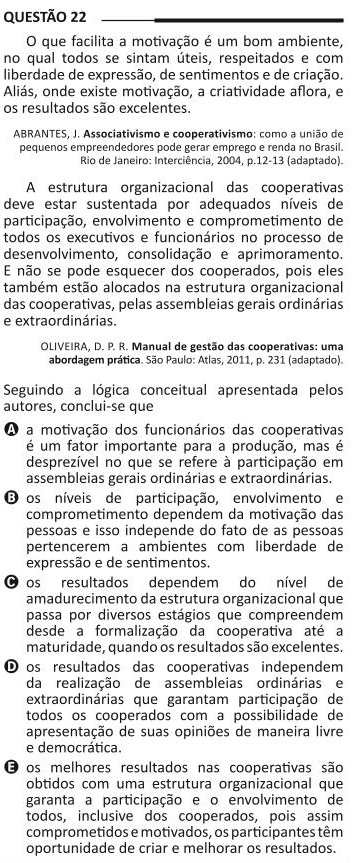 QUESTÃO 22
O que facilita a motivação é um bom ambiente,
no qual todos se sintam úteis, respeitados e com
liberdade de expressão, de sentimentos e de criação.
Aliás, onde existe motivação, a criatividade aflora, e
os resultados são excelentes.
ABRANTES, J. Associativismo e cooperativismo: como a união de
pequenos empreendedores pode gerar emprego e renda no Brasil.
Rio de Janeiro: Interciência, 2004, p.12-13 (adaptado).
A estrutura organizacional das cooperativas
deve estar sustentada por adequados níveis de
participação, envolvimento e comprometimento de
todos os executivos e funcionários no processo de
desenvolvimento, consolidação e aprimoramento.
E não se pode esquecer dos cooperados, pois eles
também estão alocados na estrutura organizacional
das cooperativas, pelas assembleias gerais ordinárias
e extraordinárias.
OLIVEIRA, D. P. R. Manual de gestão das cooperativas: uma
abordagem prática. São Paulo: Atlas, 2011, p. 231 (adaptado).
Seguindo a lógica conceitual apresentada pelos
autores, conclui-se que
A a motivação dos funcionários das cooperativas
é um fator importante para a produção, mas é
desprezível no que se refere à participação em
assembleias gerais ordinárias e extraordinárias.
B os níveis de participação, envolvimento e
comprometimento dependem da motivação das
pessoas e isso independe do fato de as pessoas
pertencerem a ambientes com liberdade de
expressão e de sentimentos.
C os resultados dependem do nível de
amadurecimento da estrutura organizacional que
passa por diversos estágios que compreendem
desde a formalização da cooperativa até a
maturidade, quando os resultados são excelentes.
D os resultados das cooperativas independem
da realização de assembleias ordinárias e
extraordinárias que garantam participação de
todos os cooperados com a possibilidade de
apresentação de suas opiniões de maneira livre
e democrática.
E os melhores resultados nas cooperativas são
obtidos com uma estrutura organizacional que
garanta a participação e o envolvimento de
todos, inclusive dos cooperados, pois assim
comprometidos e motivados, os participantes têm
oportunidade de criar e melhorar os resultados.